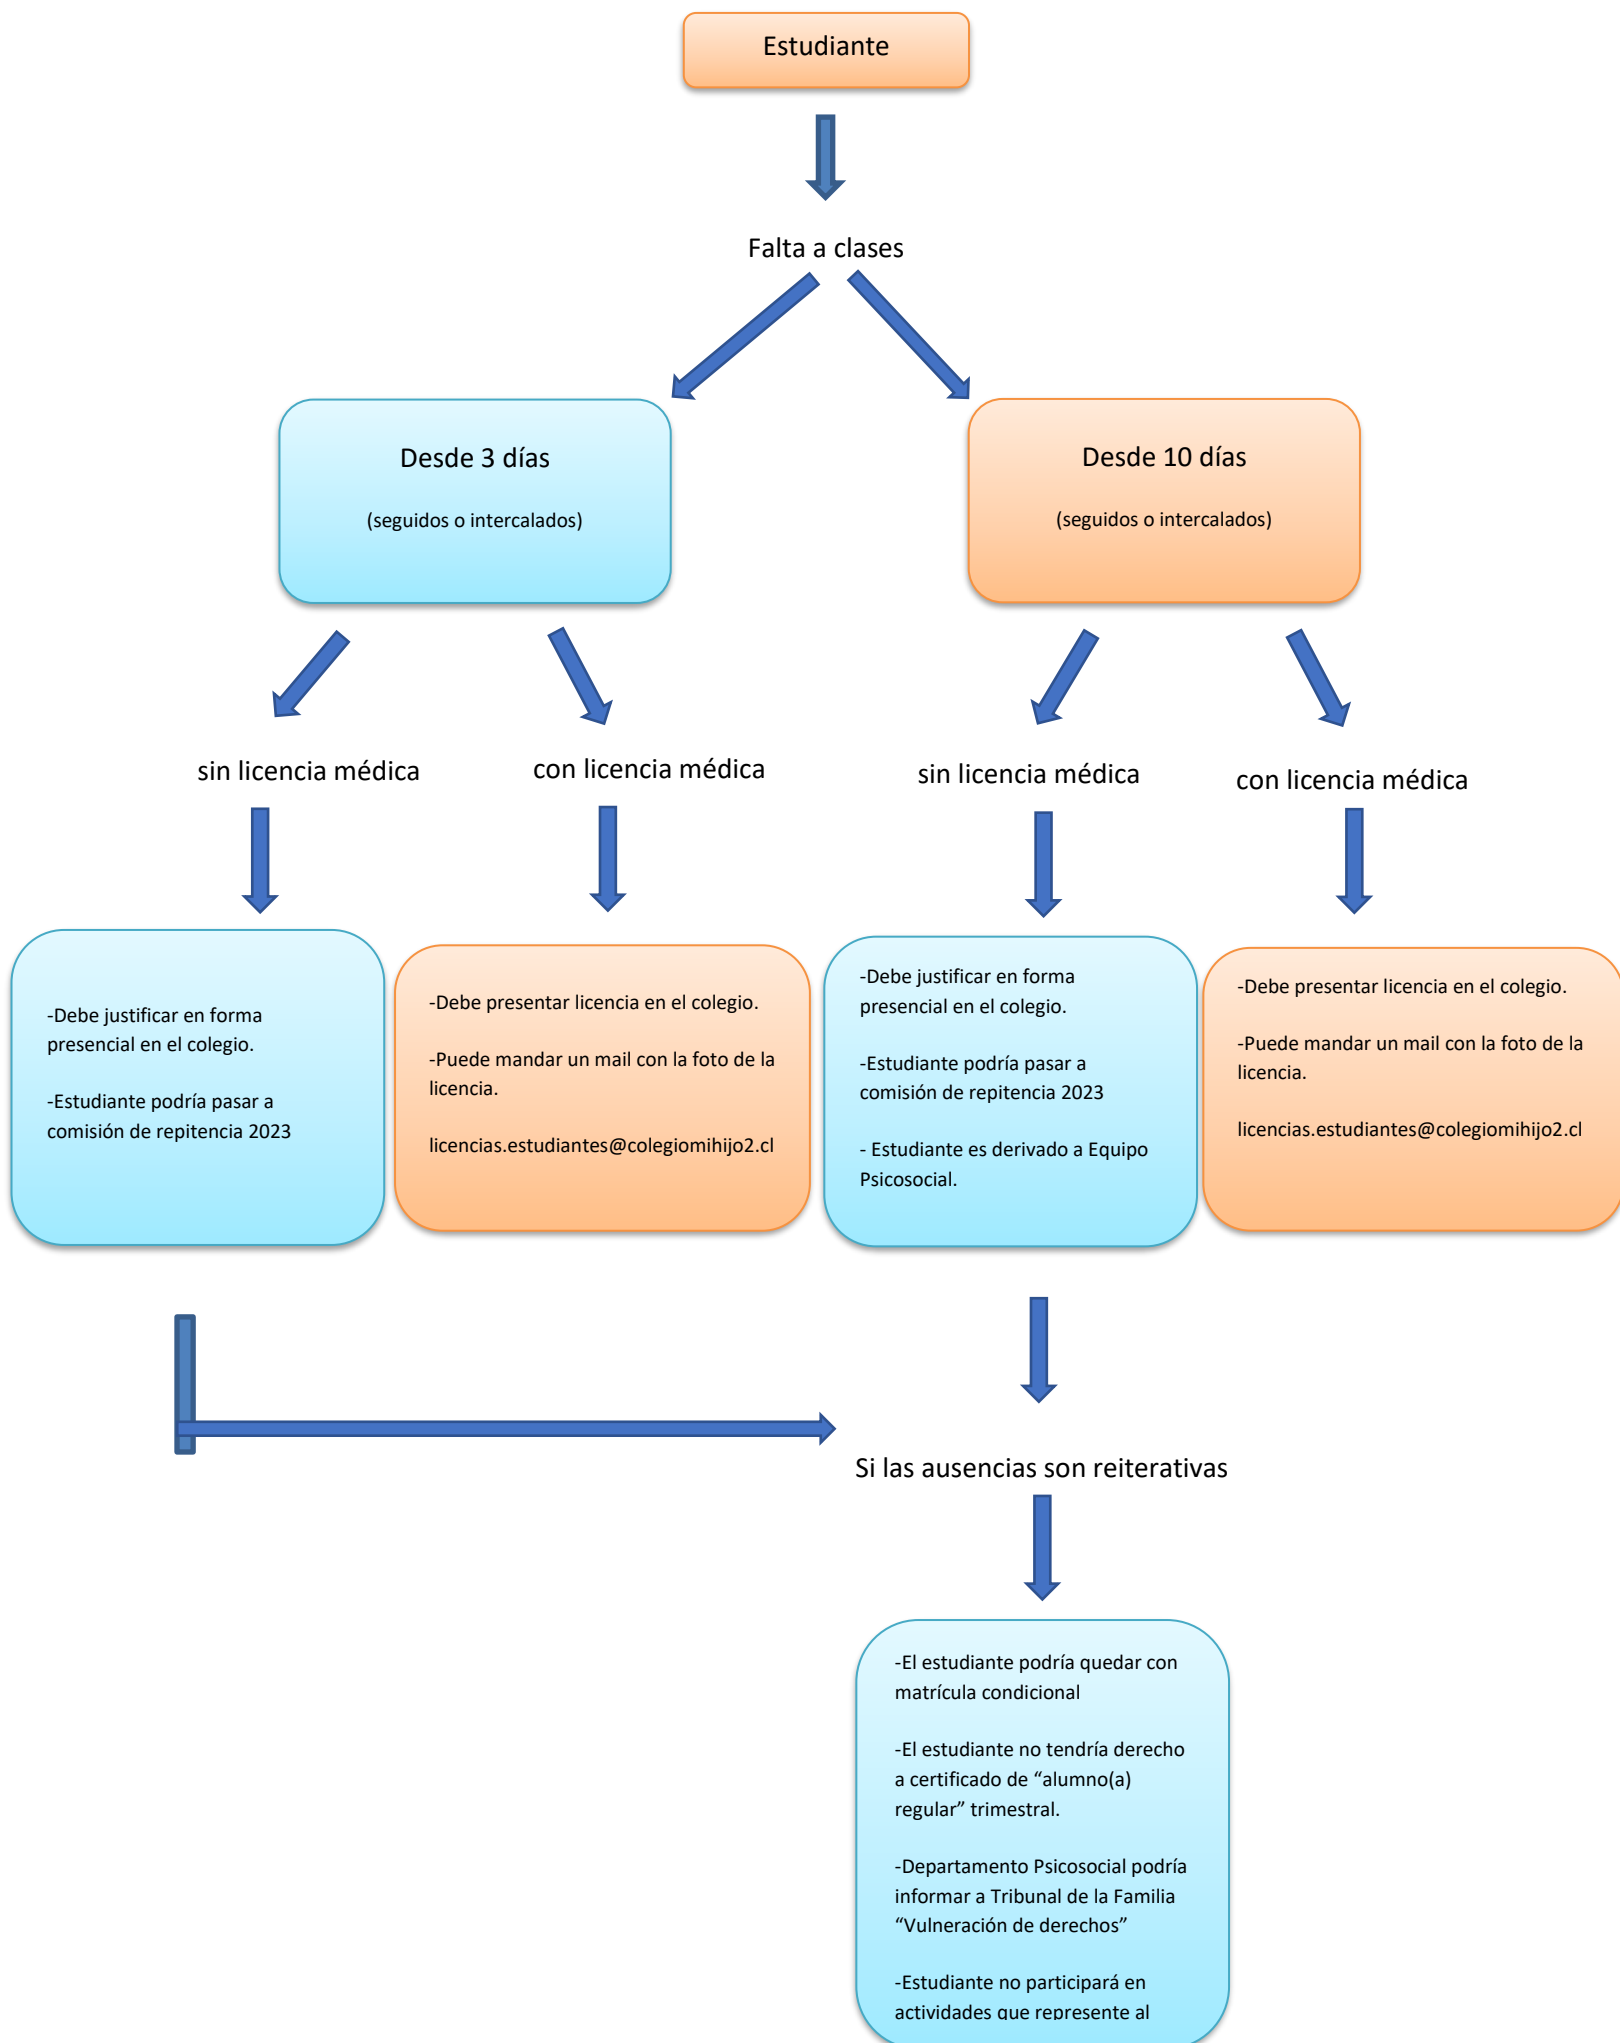 Estudiante
Falta a clases
Desde 3 días
(seguidos o intercalados)
Desde 10 días
(seguidos o intercalados)
sin licencia médica
con licencia médica
sin licencia médica
con licencia médica
-Debe justificar en forma
presencial en el colegio.
-Estudiante podría pasar a
comisión de repitencia 2023
-Debe presentar licencia en el colegio.
-Puede mandar un mail con la foto de la
licencia.
licencias.estudiantes@colegiomihijo2.cl
-Debe justificar en forma
presencial en el colegio.
-Estudiante podría pasar a
comisión de repitencia 2023
- Estudiante es derivado a Equipo
Psicosocial.
-Debe presentar licencia en el colegio.
-Puede mandar un mail con la foto de la
licencia.
licencias.estudiantes@colegiomihijo2.cl
Si las ausencias son reiterativas
-El estudiante podría quedar con
matrícula condicional
-El estudiante no tendría derecho
a certificado de “alumno(a)
regular” trimestral.
-Departamento Psicosocial podría
informar a Tribunal de la Familia
“Vulneración de derechos”
-Estudiante no participará en
actividades que represente al